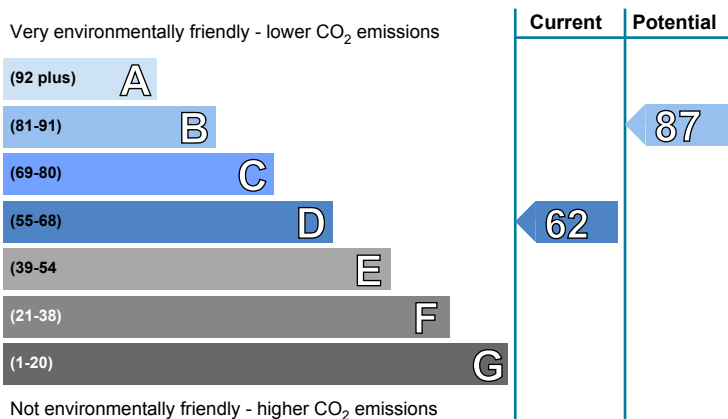 Current Potential
Very environmentally friendly - lower CO2 emissions
(92 plus) A
(81-91) B
87
(69-80) C
(55-68) D
62
(39-54 E
(21-38) F
(1-20) G
Not environmentally friendly - higher CO2 emissions